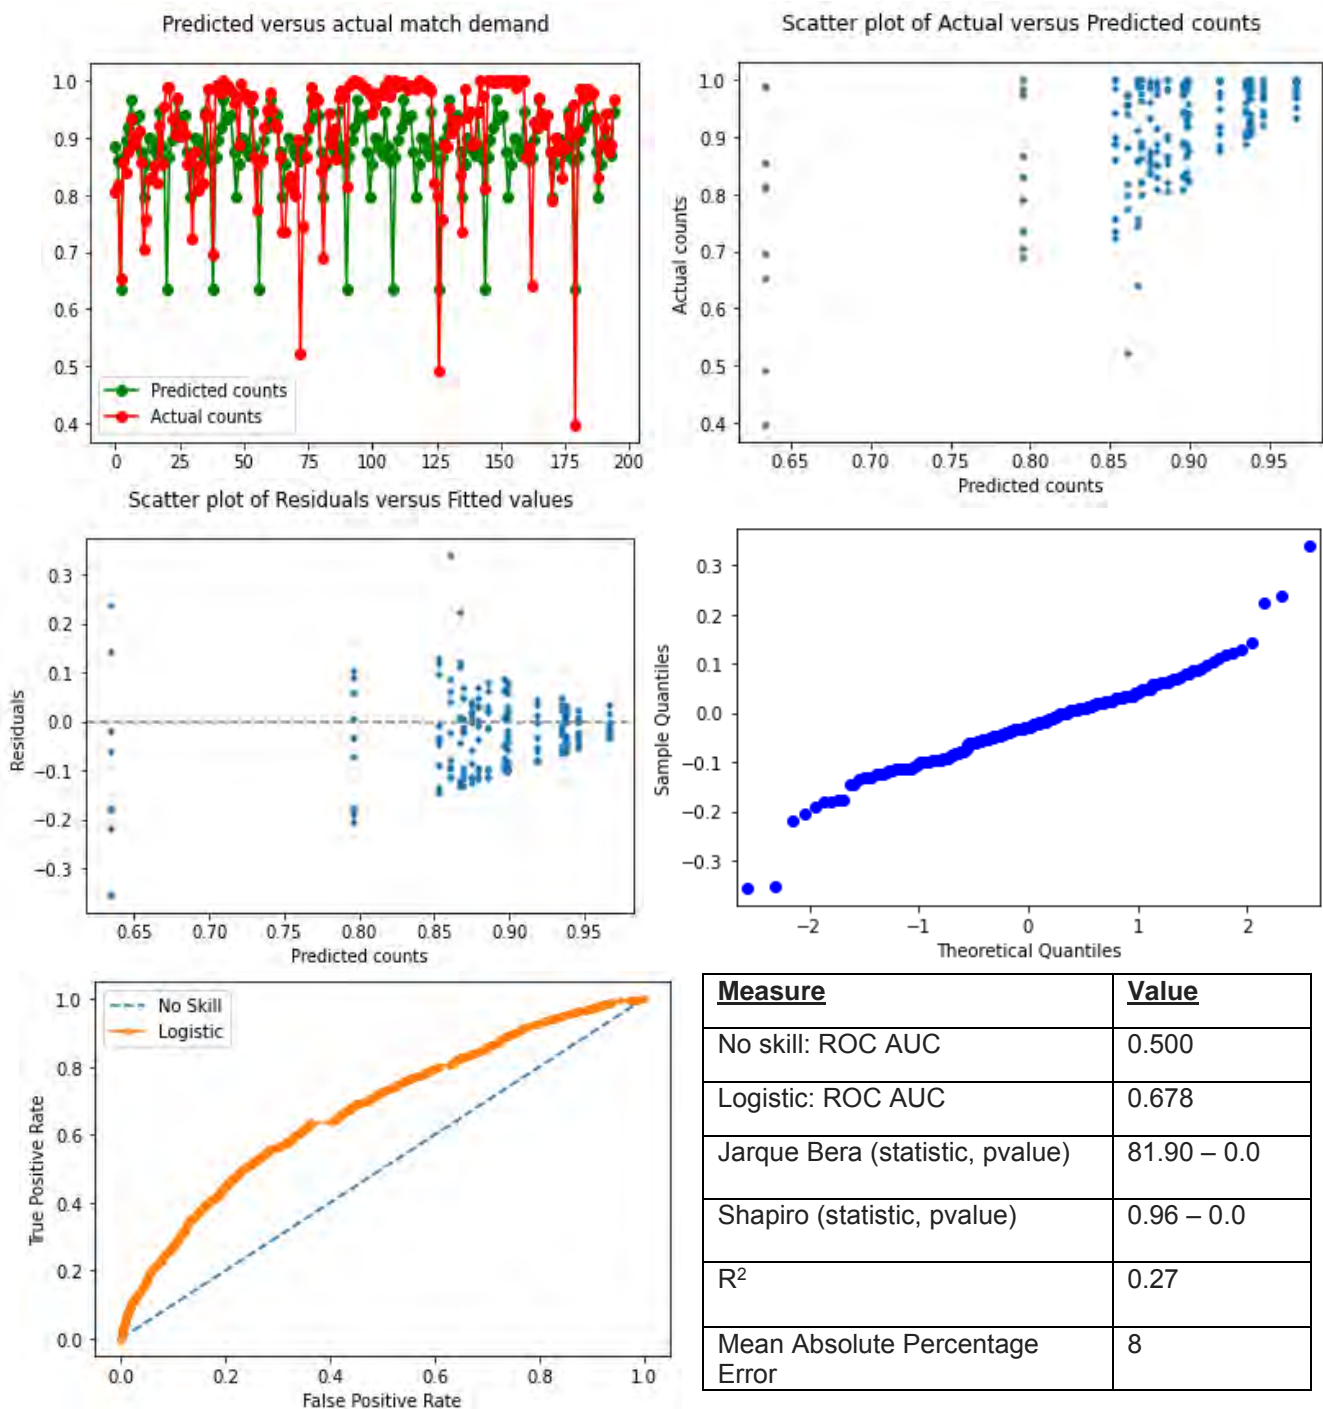 Predicted versus actual match demand
1.0
0.9
0.8
0.7
0.6
0.5
0.4
Predicted counts
Actual counts
0 25 50 75 100 125 150 175 200
Scatter plot of Actual versus Predicted counts
Actual counts
1.0
0.9
0.8
0.7
0.6
0.5
0.4
0.65 0.70 0.75 0.80 0.85 0.90 0.95
Predicted counts
Scatter plot of Residuals versus Fitted values
Residuals
0.3
0.2
0.1
0.0
−0.1
−0.2
−0.3
0.65 0.70 0.75 0.80 0.85 0.90 0.95
Predicted counts
Sample Quantiles
0.3
0.2
0.1
0.0
−0.1
−0.2
−0.3
−2 −1 0 1 2
Theoretical Quantiles
True Positive Rate
1.0
0.8
0.6
0.4
0.2
0.0
No Skill
Logistic
0.0 0.2 0.4 0.6 0.8 1.0
False Positive Rate
Measure Value
No skill: ROC AUC 0.500
Logistic: ROC AUC 0.678
Jarque Bera (statistic, pvalue) 81.90 – 0.0
Shapiro (statistic, pvalue) 0.96 – 0.0
R² 0.27
Mean Absolute Percentage 8
Error